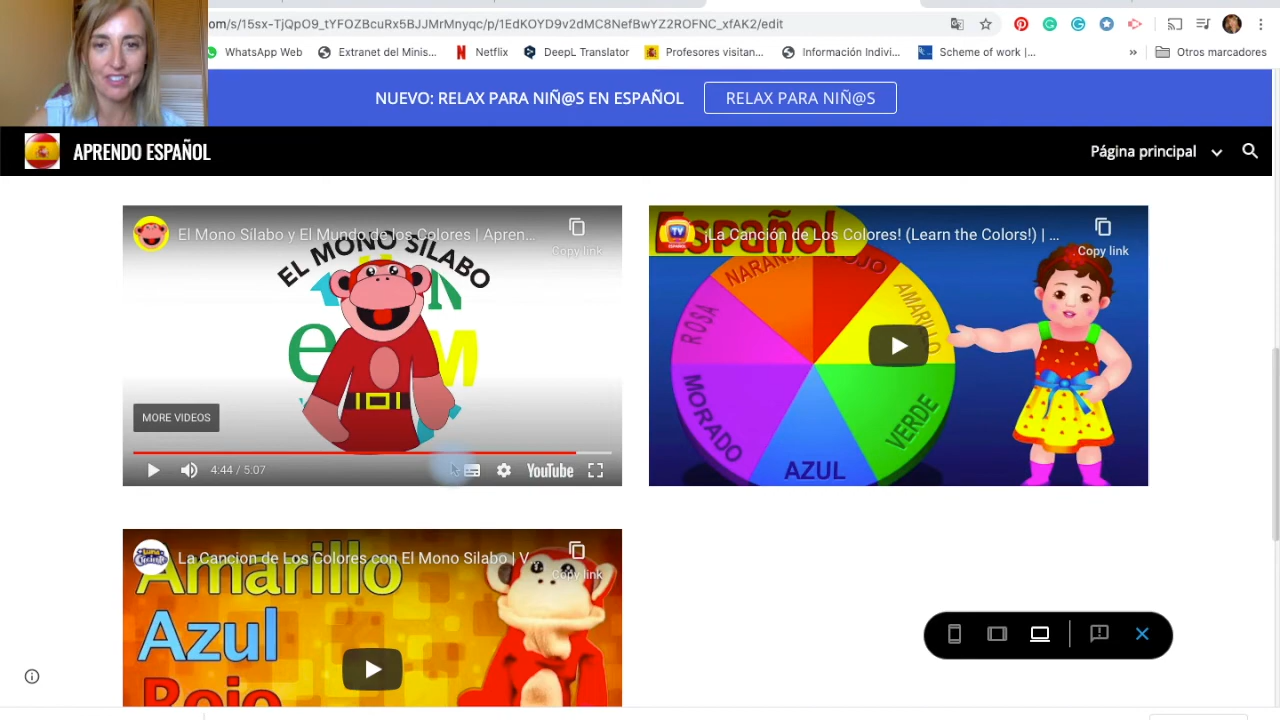 om/s/15sx-TjQpO9_tYFOZBcuRx5BJJMrMnyqc/p/1EdKOYD9v2dMC8NefBwYZ2ROFNC_xfAK2/edit
WhatsApp Web
Extranet del Minis...
Netflix
DeepL Translator
Profesores visitan...
Información Indivi...
Scheme of work |...
»
Otros marcadores
NUEVO: RELAX PARA NIÑ@S EN ESPAÑOL
RELAX PARA NIÑ@S
APRENDO ESPAÑOL
Página principal
El Mono Sílabo y El Mundo de los Colores | Apren...
Copy link
EL MONO SÍLABO
MORE VIDEOS
4:44 / 5:07
YouTube
Español
TV
¡La Canción de Los Colores! (Learn the Colors!) | ...
Copy link
NARANJA
ROJO
AMARILLO
ROSA
MORADO
VERDE
AZUL
La Cancion de Los Colores con El Mono Silabo | V
Copy link
Amarillo
Azul
Rojo